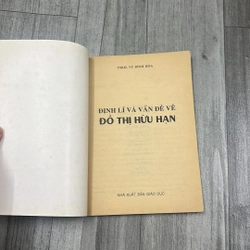 ĐỊNH LÍ VÀ VẤN ĐỀ VỀ
ĐỒ THỊ HỮU HẠN
NHÀ XUẤT BẢN GIÁO DỤC